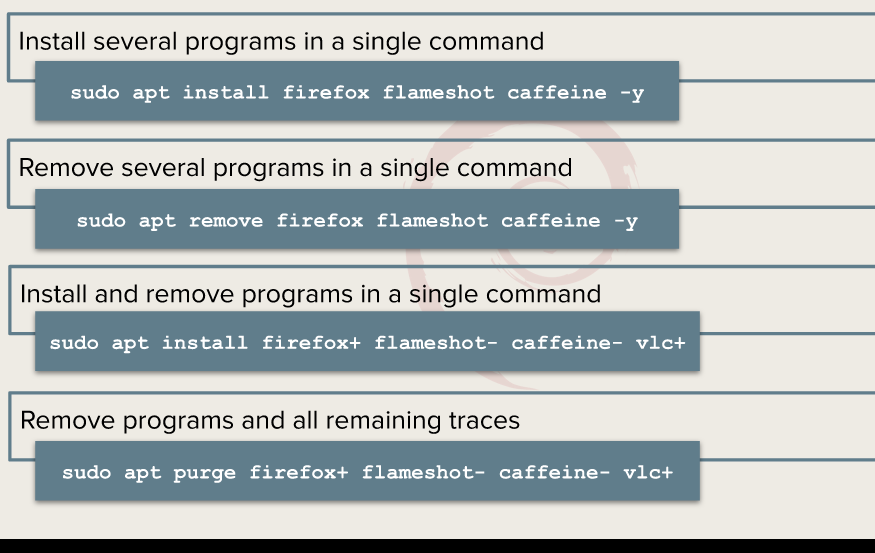 Install several programs in a single command
sudo apt install firefox flameshot caffeine -y
Remove several programs in a single command
sudo apt remove firefox flameshot caffeine -y
Install and remove programs in a single command
sudo apt install firefox+ flameshot- caffeine- vlc+
Remove programs and all remaining traces
sudo apt purge firefox+ flameshot- caffeine- vlc+